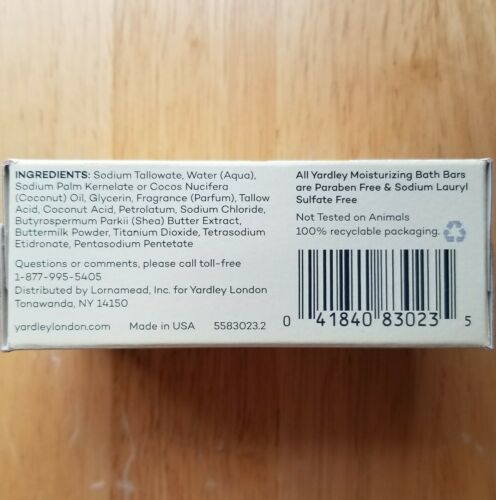 INGREDIENTS: Sodium Tallowate, Water (Aqua),
Sodium Palm Kernelate or Cocos Nucifera
(Coconut) Oil, Glycerin, Fragrance (Parfum), Tallow
Acid, Coconut Acid, Petrolatum, Sodium Chloride,
Butyrospermum Parkii (Shea) Butter Extract,
Buttermilk Powder, Titanium Dioxide, Tetrasodium
Etidronate, Pentasodium Pentetate
Questions or comments, please call toll-free
1-877-995-5405
Distributed by Lornamead, Inc. for Yardley London
Tonawanda, NY 14150
yardleylondon.com Made in USA 5583023.2
All Yardley Moisturizing Bath Bars
are Paraben Free & Sodium Lauryl
Sulfate Free
Not Tested on Animals
100% recyclable packaging.
0 41840 83023 5